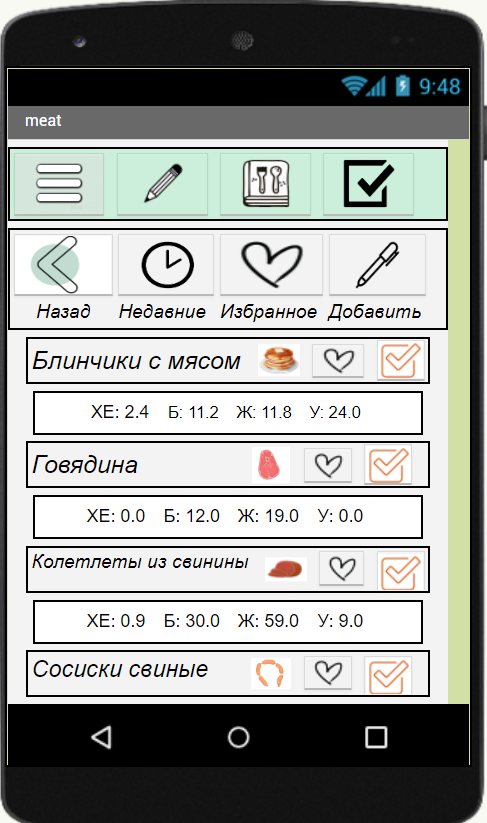 9:48
meat
Назад Недавние Избранное Добавить
Блинчики с мясом
ХЕ: 2.4 Б: 11.2 Ж: 11.8 У: 24.0
Говядина
ХЕ: 0.0 Б: 12.0 Ж: 19.0 У: 0.0
Колетлеты из свинины
ХЕ: 0.9 Б: 30.0 Ж: 59.0 У: 9.0
Сосиски свиные